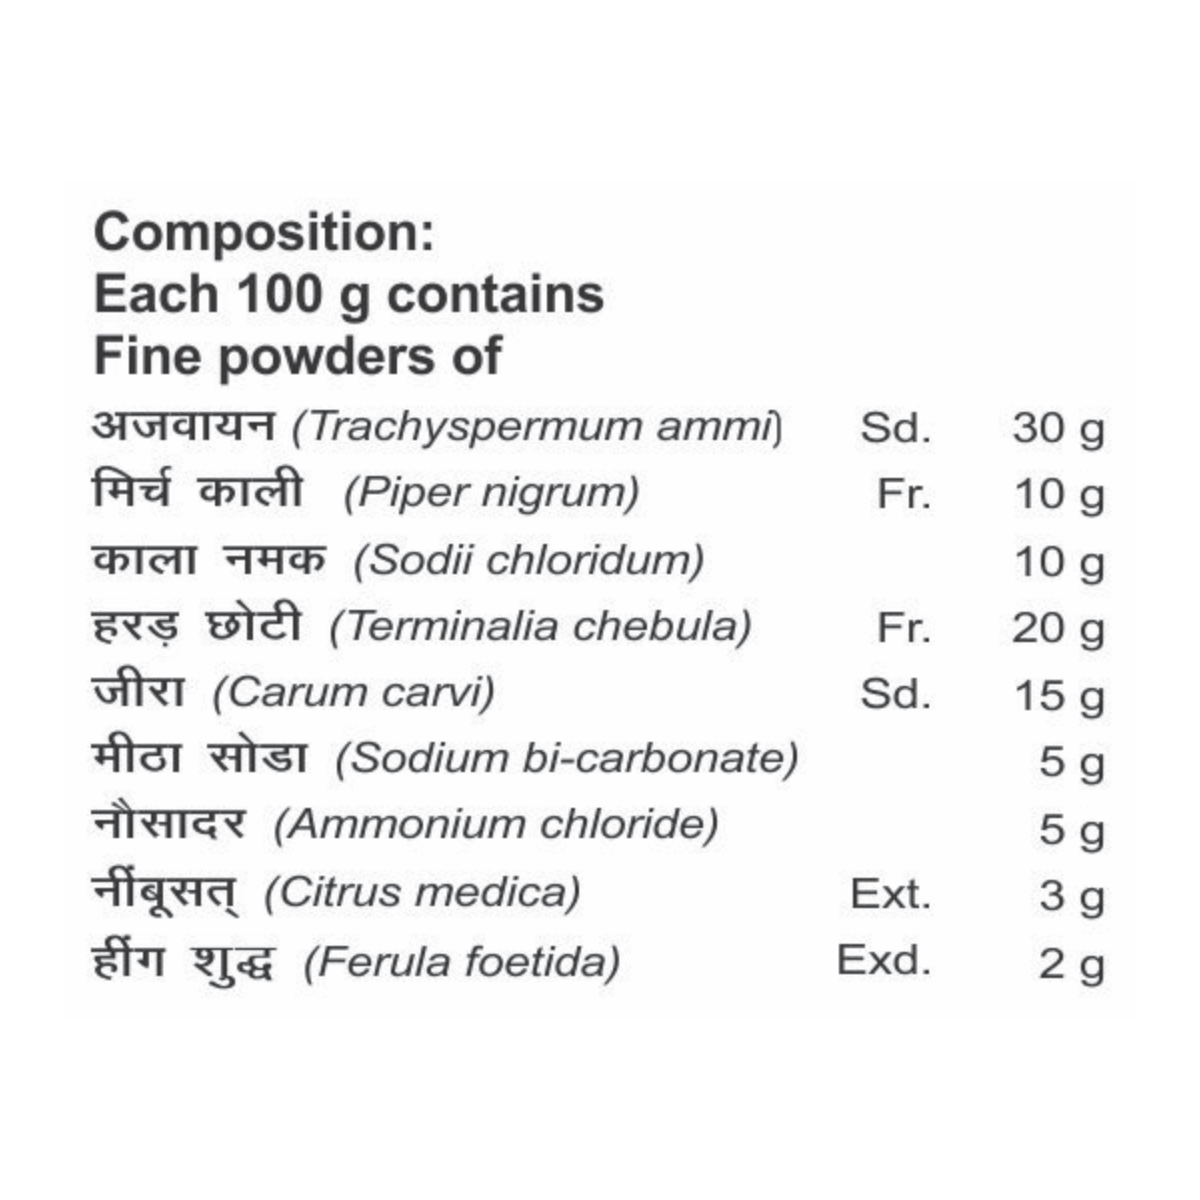 Composition:
Each 100 g contains
Fine powders of
अजवायन (Trachyspermum ammi) Sd. 30 g
मिर्च काली (Piper nigrum) Fr. 10 g
काला नमक (Sodii chloridum) 10 g
हरड़ छोटी (Terminalia chebula) Fr. 20 g
जीरा (Carum carvi) Sd. 15 g
मीठा सोडा (Sodium bi-carbonate) 5 g
नौसादर (Ammonium chloride) 5 g
नींबूसत् (Citrus medica) Ext. 3 g
हींग शुद्ध (Ferula foetida) Exd. 2 g